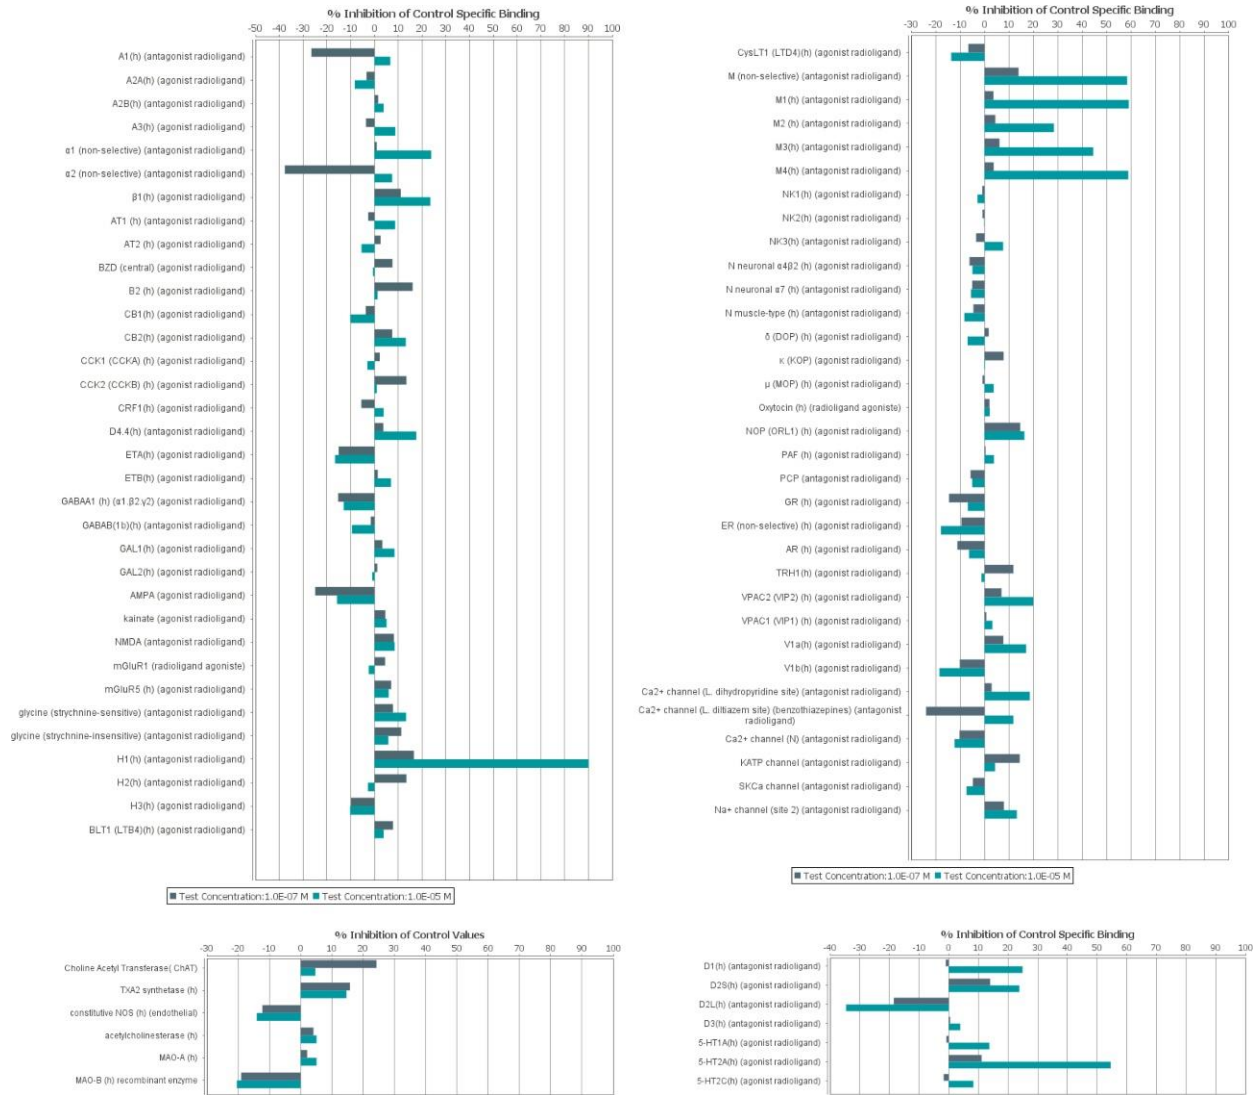 % Inhibition of Control Specific Binding
-50 -40 -30 -20 -10 0 10 20 30 40 50 60 70 80 90 100
A1(h) (antagonist radioligand)
A2A(h) (agonist radioligand)
A2B(h) (antagonist radioligand)
A3(h) (agonist radioligand)
α1 (non-selective) (antagonist radioligand)
α2 (non-selective) (antagonist radioligand)
β1(h) (agonist radioligand)
AT1 (h) (antagonist radioligand)
AT2 (h) (agonist radioligand)
BZD (central) (agonist radioligand)
B2 (h) (agonist radioligand)
CB1(h) (agonist radioligand)
CB2(h) (agonist radioligand)
CCK1 (CCKA) (h) (agonist radioligand)
CCK2 (CCKB) (h) (agonist radioligand)
CRF1(h) (agonist radioligand)
D4.4(h) (antagonist radioligand)
ETA(h) (agonist radioligand)
ETB(h) (agonist radioligand)
GABAA1 (h) (α1,β2,γ2) (agonist radioligand)
GABAB(1b)(h) (antagonist radioligand)
GAL1(h) (agonist radioligand)
GAL2(h) (agonist radioligand)
AMPA (agonist radioligand)
kainate (agonist radioligand)
NMDA (antagonist radioligand)
mGluR1 (radioligand agoniste)
mGluR5 (h) (agonist radioligand)
glycine (strychnine-sensitive) (antagonist radioligand)
glycine (strychnine-insensitive) (antagonist radioligand)
H1(h) (antagonist radioligand)
H2(h) (antagonist radioligand)
H3(h) (agonist radioligand)
BLT1 (LTB4)(h) (agonist radioligand)
Test Concentration:1.0E-07 M Test Concentration:1.0E-05 M
% Inhibition of Control Specific Binding
-30 -20 -10 0 10 20 30 40 50 60 70 80 90 100
CysLT1 (LTD4)(h) (agonist radioligand)
M (non-selective) (antagonist radioligand)
M1(h) (antagonist radioligand)
M2 (h) (antagonist radioligand)
M3(h) (antagonist radioligand)
M4(h) (antagonist radioligand)
NK1(h) (agonist radioligand)
NK2(h) (agonist radioligand)
NK3(h) (antagonist radioligand)
N neuronal α4β2 (h) (agonist radioligand)
N neuronal α7 (h) (antagonist radioligand)
N muscle-type (h) (antagonist radioligand)
δ (DOP) (h) (agonist radioligand)
κ (KOP) (agonist radioligand)
μ (MOP) (h) (agonist radioligand)
Oxytocin (h) (radioligand agoniste)
NOP (ORL1) (h) (agonist radioligand)
PAF (h) (agonist radioligand)
PCP (antagonist radioligand)
GR (h) (agonist radioligand)
ER (non-selective) (h) (agonist radioligand)
AR (h) (agonist radioligand)
TRH1(h) (agonist radioligand)
VPAC2 (VIP2) (h) (agonist radioligand)
VPAC1 (VIP1) (h) (agonist radioligand)
V1a(h) (agonist radioligand)
V1b(h) (agonist radioligand)
Ca2+ channel (L. dihydropyridine site) (antagonist radioligand)
Ca2+ channel (L. diltiazem site) (benzothiazepines) (antagonist
radioligand)
Ca2+ channel (N) (antagonist radioligand)
KATP channel (antagonist radioligand)
SKCa channel (antagonist radioligand)
Na+ channel (site 2) (antagonist radioligand)
Test Concentration:1.0E-07 M Test Concentration:1.0E-05 M
% Inhibition of Control Values
-30 -20 -10 0 10 20 30 40 50 60 70 80 90 100
Choline Acetyl Transferase( ChAT)
TXA2 synthetase (h)
constitutive NOS (h) (endothelial)
acetylcholinesterase (h)
MAO-A (h)
MAO-B (h) recombinant enzyme
% Inhibition of Control Specific Binding
-40 -30 -20 -10 0 10 20 30 40 50 60 70 80 90 100
D1(h) (antagonist radioligand)
D2S(h) (agonist radioligand)
D2L(h) (antagonist radioligand)
D3(h) (antagonist radioligand)
5-HT1A(h) (agonist radioligand)
5-HT2A(h) (agonist radioligand)
5-HT2C(h) (agonist radioligand)